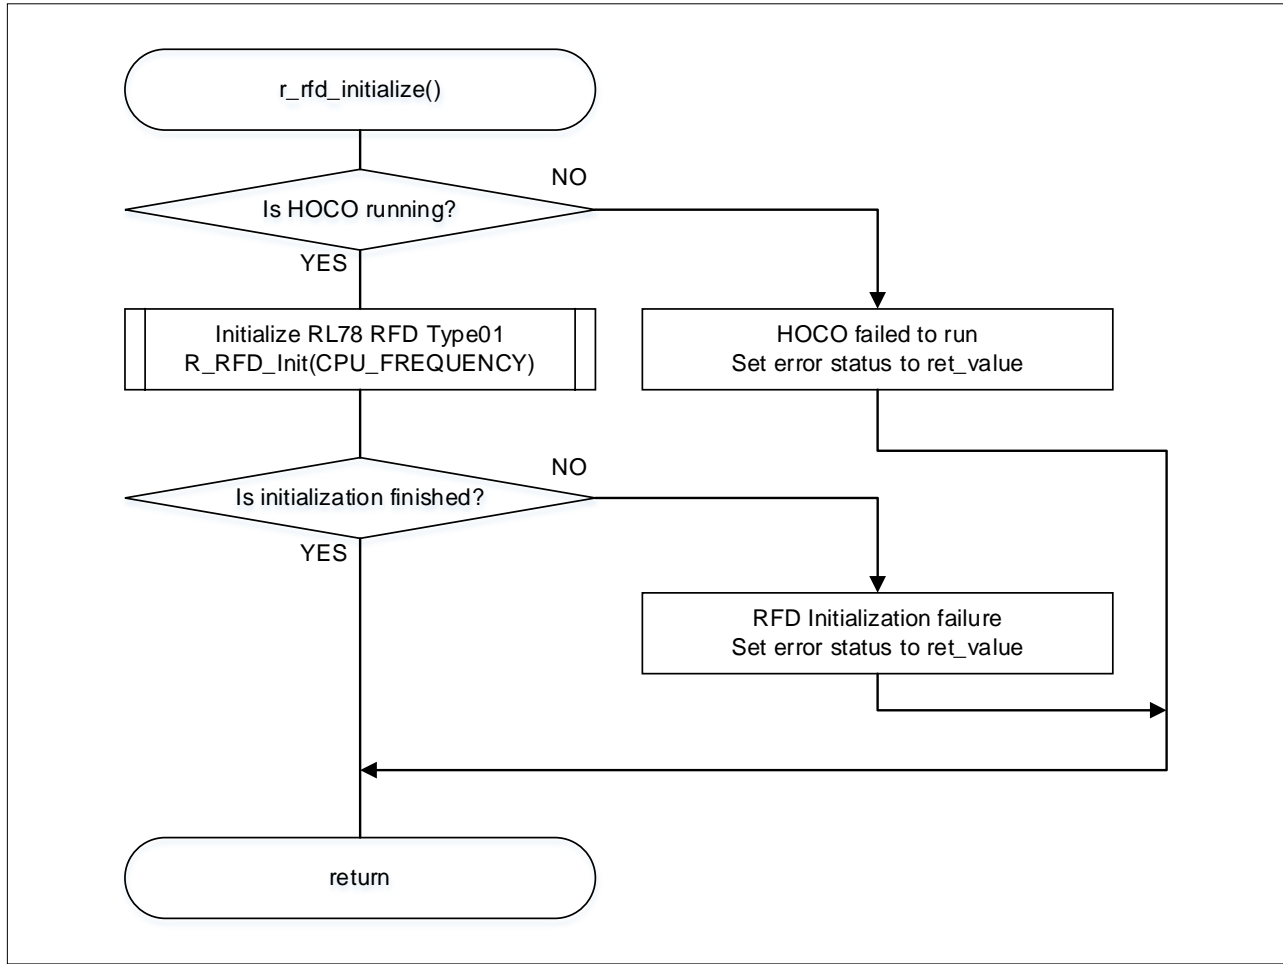 r_rfd_initialize()
NO
Is HOCO running?
YES
Initialize RL78 RFD Type01
R_RFD_Init(CPU_FREQUENCY)
HOCO failed to run
Set error status to ret_value
NO
Is initialization finished?
YES
RFD Initialization failure
Set error status to ret_value
return